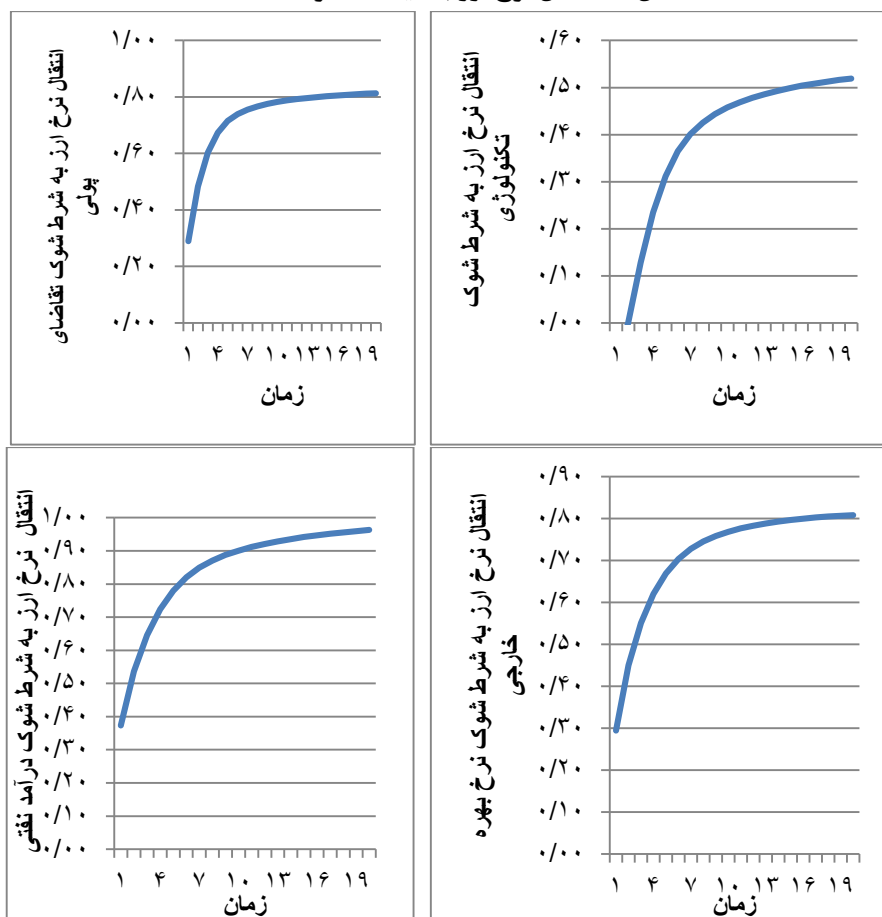 انتقال نرخ ارز به شرط شوک تقاضای
پولی
۱/۰۰
۰/۸۰
۰/۶۰
۰/۴۰
۰/۲۰
۰/۰۰
۱ ۴ ۷ ۱۰ ۱۳ ۱۶ ۱۹
زمان
انتقال نرخ ارز به شرط شوک
تکنولوژی
۰/۶۰
۰/۵۰
۰/۴۰
۰/۳۰
۰/۲۰
۰/۱۰
۰/۰۰
۱ ۴ ۷ ۱۰ ۱۳ ۱۶ ۱۹
زمان
انتقال نرخ ارز به شرط شوک درآمد نفتی
۱/۰۰
۰/۹۰
۰/۸۰
۰/۷۰
۰/۶۰
۰/۵۰
۰/۴۰
۰/۳۰
۰/۲۰
۰/۱۰
۰/۰۰
۱ ۴ ۷ ۱۰ ۱۳ ۱۶ ۱۹
زمان
انتقال نرخ ارز به شرط شوک نرخ بهره
خارجی
۰/۹۰
۰/۸۰
۰/۷۰
۰/۶۰
۰/۵۰
۰/۴۰
۰/۳۰
۰/۲۰
۰/۱۰
۰/۰۰
۱ ۴ ۷ ۱۰ ۱۳ ۱۶ ۱۹
زمان